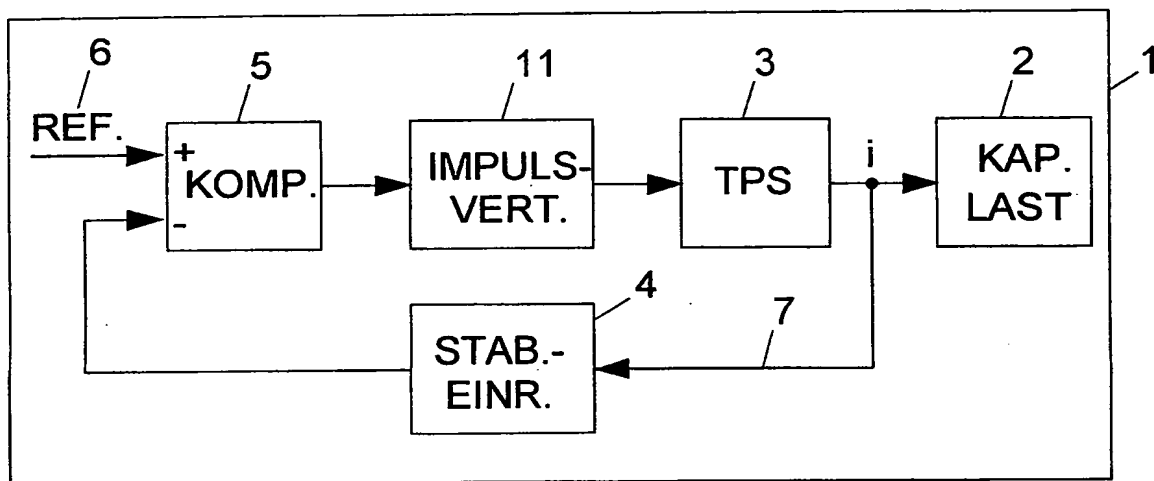 6
5
11
3
2
1
REF.
+
KOMP.
-
IMPULS-
VERT.
TPS
i
KAP.
LAST
4
7
STAB.-
EINR.